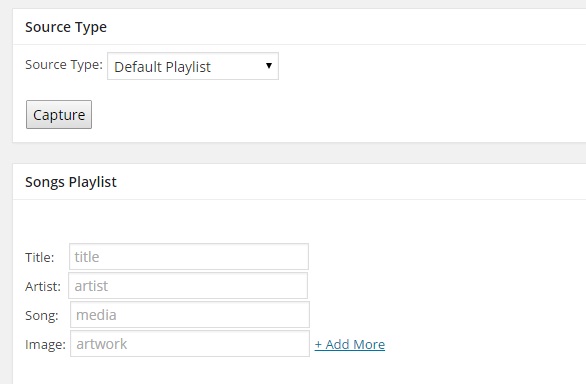 Source Type
Source Type: Default Playlist
Capture
Songs Playlist
Title: title
Artist: artist
Song: media
Image: artwork + Add More